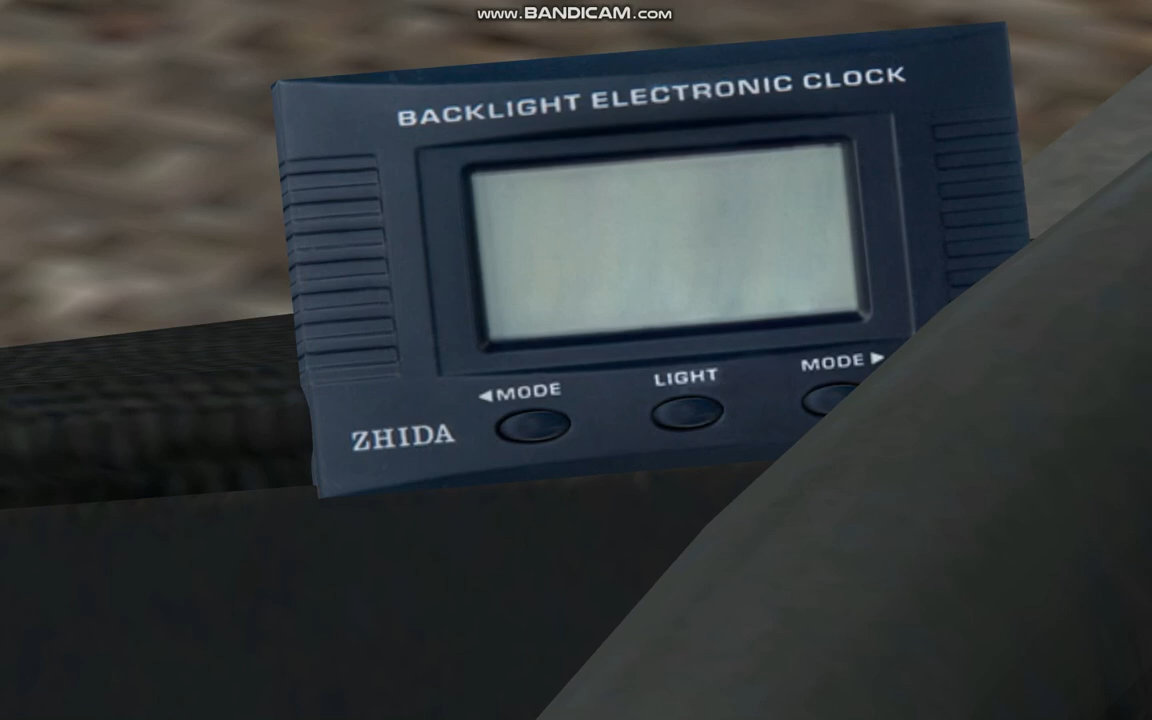 www.BANDICAM.com
BACKLIGHT ELECTRONIC CLOCK
◀MODE
LIGHT
MODE▶
ZHIDA